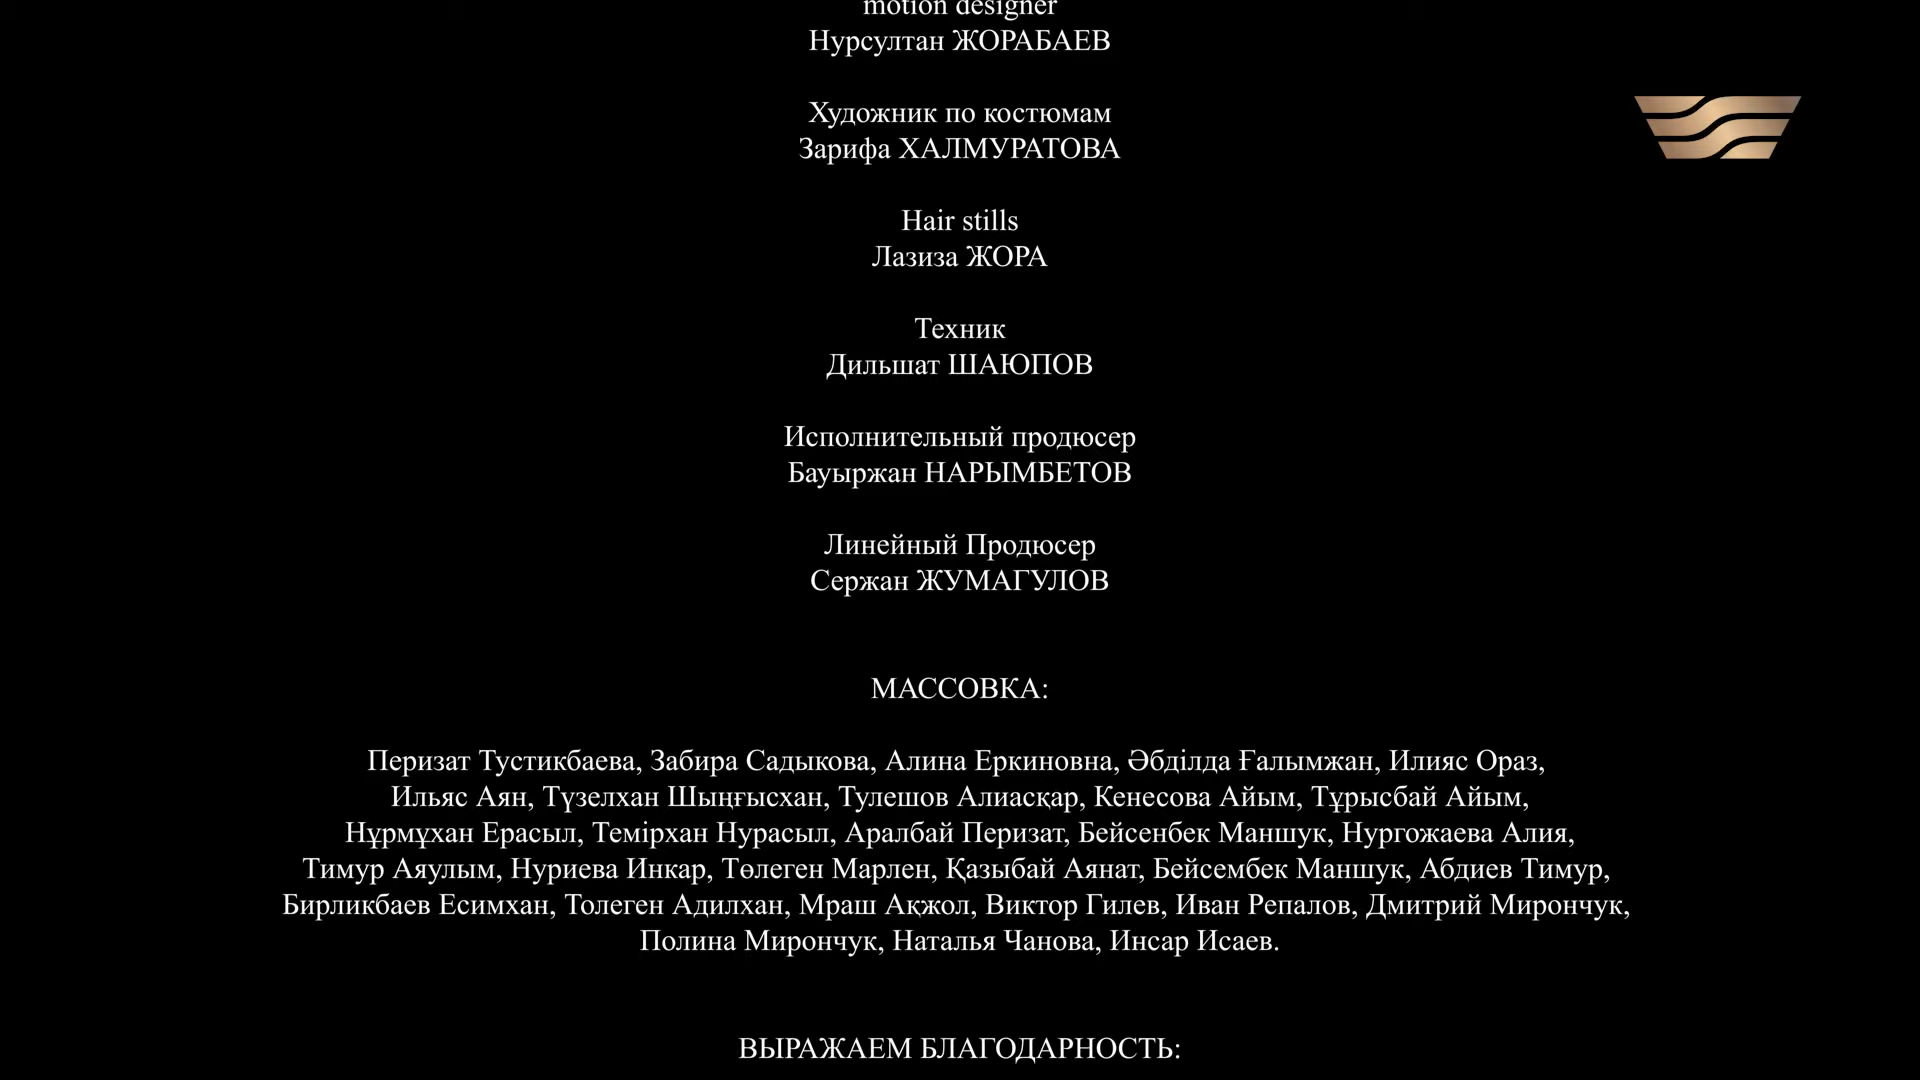 motion designer
Нурсултан ЖОРАБАЕВ
Художник по костюмам
Зарифа ХАЛМУРАТОВА
Hair stills
Лазиза ЖОРА
Техник
Дильшат ШАЮПОВ
Исполнительный продюсер
Бауыржан НАРЫМБЕТОВ
Линейный Продюсер
Сержан ЖУМАГУЛОВ
МАССОВКА:
Перизат Тустикбаева, Забира Садыкова, Алина Еркиновна, Әбділда Ғалымжан, Илияс Ораз,
Ильяс Аян, Түзелхан Шыңғысхан, Тулешов Алиасқар, Кенесова Айым, Тұрысбай Айым,
Нұрмұхан Ерасыл, Темірхан Нурасыл, Аралбай Перизат, Бейсенбек Маншук, Нургожаева Алия,
Тимур Аяулым, Нуриева Инкар, Төлеген Марлен, Қазыбай Аянат, Бейсембек Маншук, Абдиев Тимур,
Бирликбаев Есимхан, Толеген Адилхан, Мраш Ақжол, Виктор Гилев, Иван Репалов, Дмитрий Мирончук,
Полина Мирончук, Наталья Чанова, Инсар Исаев.
ВЫРАЖАЕМ БЛАГОДАРНОСТЬ: